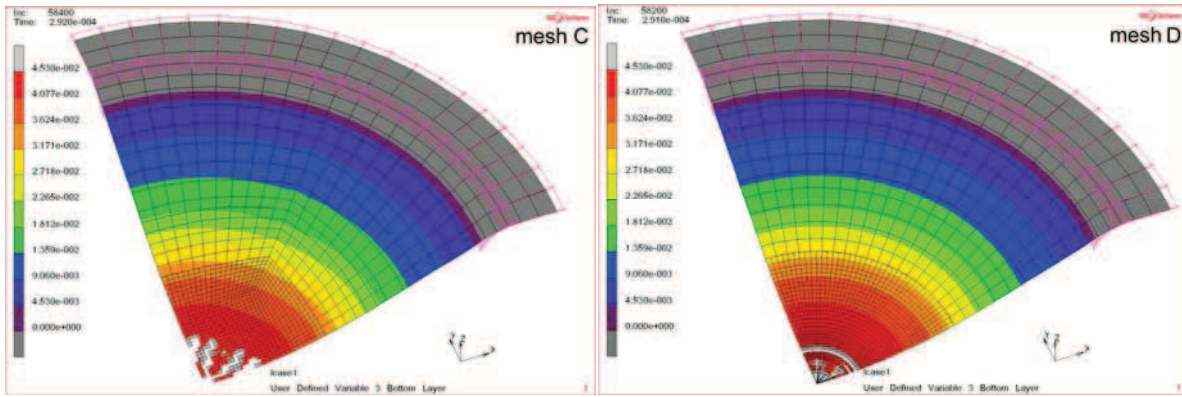 Inc: 58400
Time: 2.920e-004
mesh C
4.530e-002
4.077e-002
3.624e-002
3.171e-002
2.718e-002
2.265e-002
1.812e-002
1.359e-002
9.060e-003
4.530e-003
0.000e+000
Y
Z
X
lcase1
User Defined Variable 3 Bottom Layer
1
Inc: 58200
Time: 2.910e-004
mesh D
4.530e-002
4.077e-002
3.624e-002
3.171e-002
2.718e-002
2.265e-002
1.812e-002
1.359e-002
9.060e-003
4.530e-003
0.000e+000
Y
Z
X
lcase1
User Defined Variable 3 Bottom Layer
1